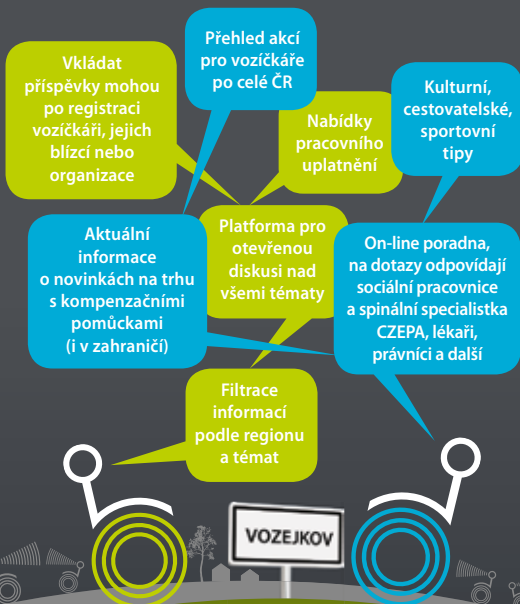 Vkládat
příspěvky mohou
po registraci
vozíčkáři, jejich
blízcí nebo
organizace
Přehled akcí
pro vozíčkáře
po celé ČR
Nabídky
pracovního
uplatnění
Kulturní,
cestovatelské,
sportovní
tipy
Aktuální
informace
o novinkách na trhu
s kompenzačními
pomůckami
(i v zahraničí)
Platforma pro
otevřenou
diskusi nad
všemi tématy
On-line poradna,
na dotazy odpovídají
sociální pracovnice
a spinální specialistka
CZEPA, lékaři,
právníci a další
Filtrace
informací
podle regionu
a témat
VOZEJKOV